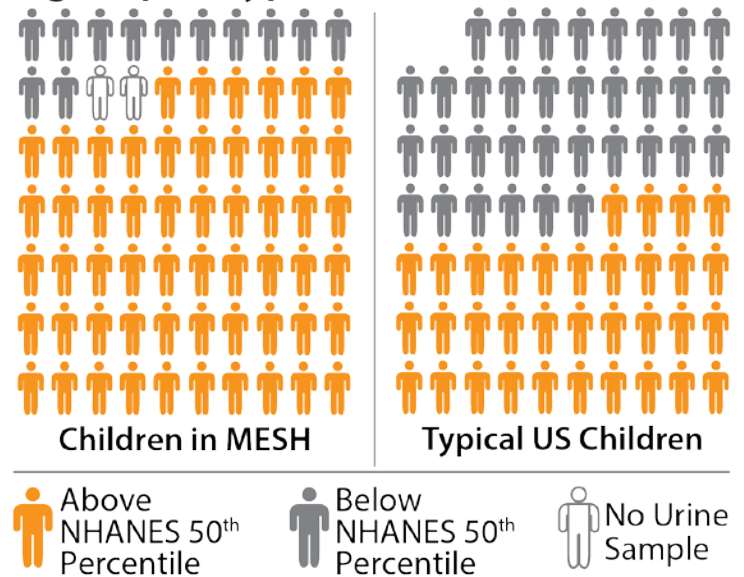 Children in MESH
Typical US Children
Above
NHANES 50th
Percentile
Below
NHANES 50th
Percentile
No Urine
Sample